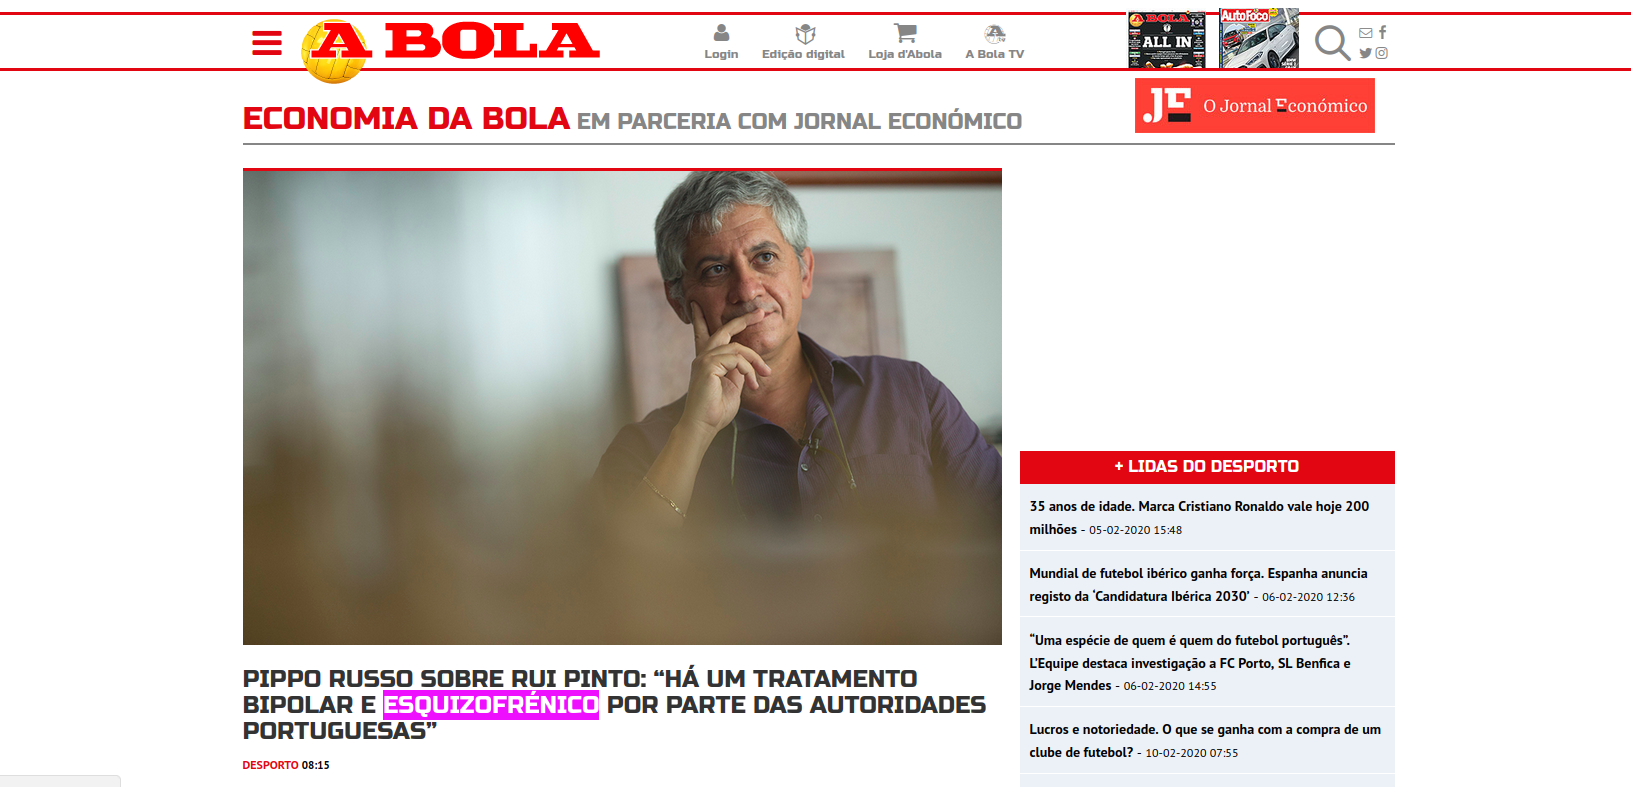 A BOLA
Login
Edição digital
Loja d'Abola
A Bola TV
A BOLA
ALL IN
AutoFoco
ECONOMIA DA BOLA EM PARCERIA COM JORNAL ECONÓMICO
JE O Jornal Económico
PIPPO RUSSO SOBRE RUI PINTO: “HÁ UM TRATAMENTO
BIPOLAR E ESQUIZOFRÉNICO POR PARTE DAS AUTORIDADES
PORTUGUESAS”
DESPORTO 08:15
+ LIDAS DO DESPORTO
35 anos de idade. Marca Cristiano Ronaldo vale hoje 200
milhões - 05-02-2020 15:48
Mundial de futebol ibérico ganha força. Espanha anuncia
registo da ‘Candidatura Ibérica 2030’ - 06-02-2020 12:36
“Uma espécie de quem é quem do futebol português”.
L’Equipe destaca investigação a FC Porto, SL Benfica e
Jorge Mendes - 06-02-2020 14:55
Lucros e notoriedade. O que se ganha com a compra de um
clube de futebol? - 10-02-2020 07:55